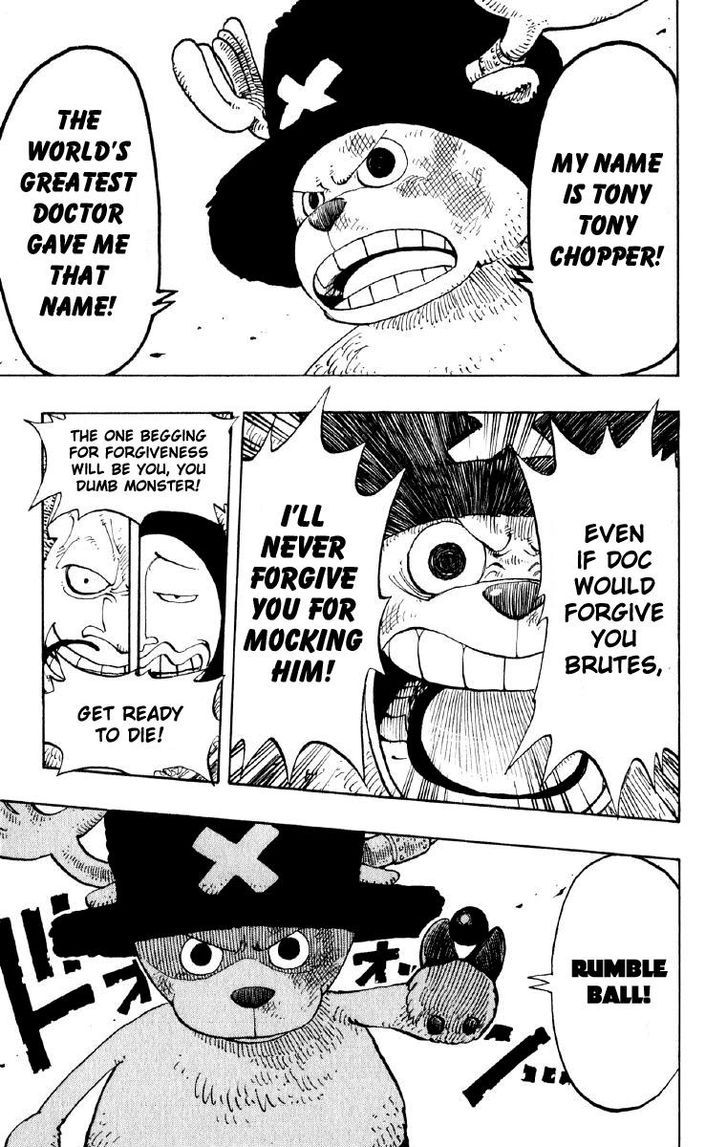 MY NAME
IS TONY
TONY
CHOPPER!
THE
WORLD'S
GREATEST
DOCTOR
GAVE ME
THAT
NAME!
EVEN
IF DOC
WOULD
FORGIVE
YOU
BRUTES,
I'LL
NEVER
FORGIVE
YOU FOR
MOCKING
HIM!
THE ONE BEGGING
FOR FORGIVENESS
WILL BE YOU, YOU
DUMB MONSTER!
GET READY
TO DIE!
RUMBLE
BALL!
ドオ